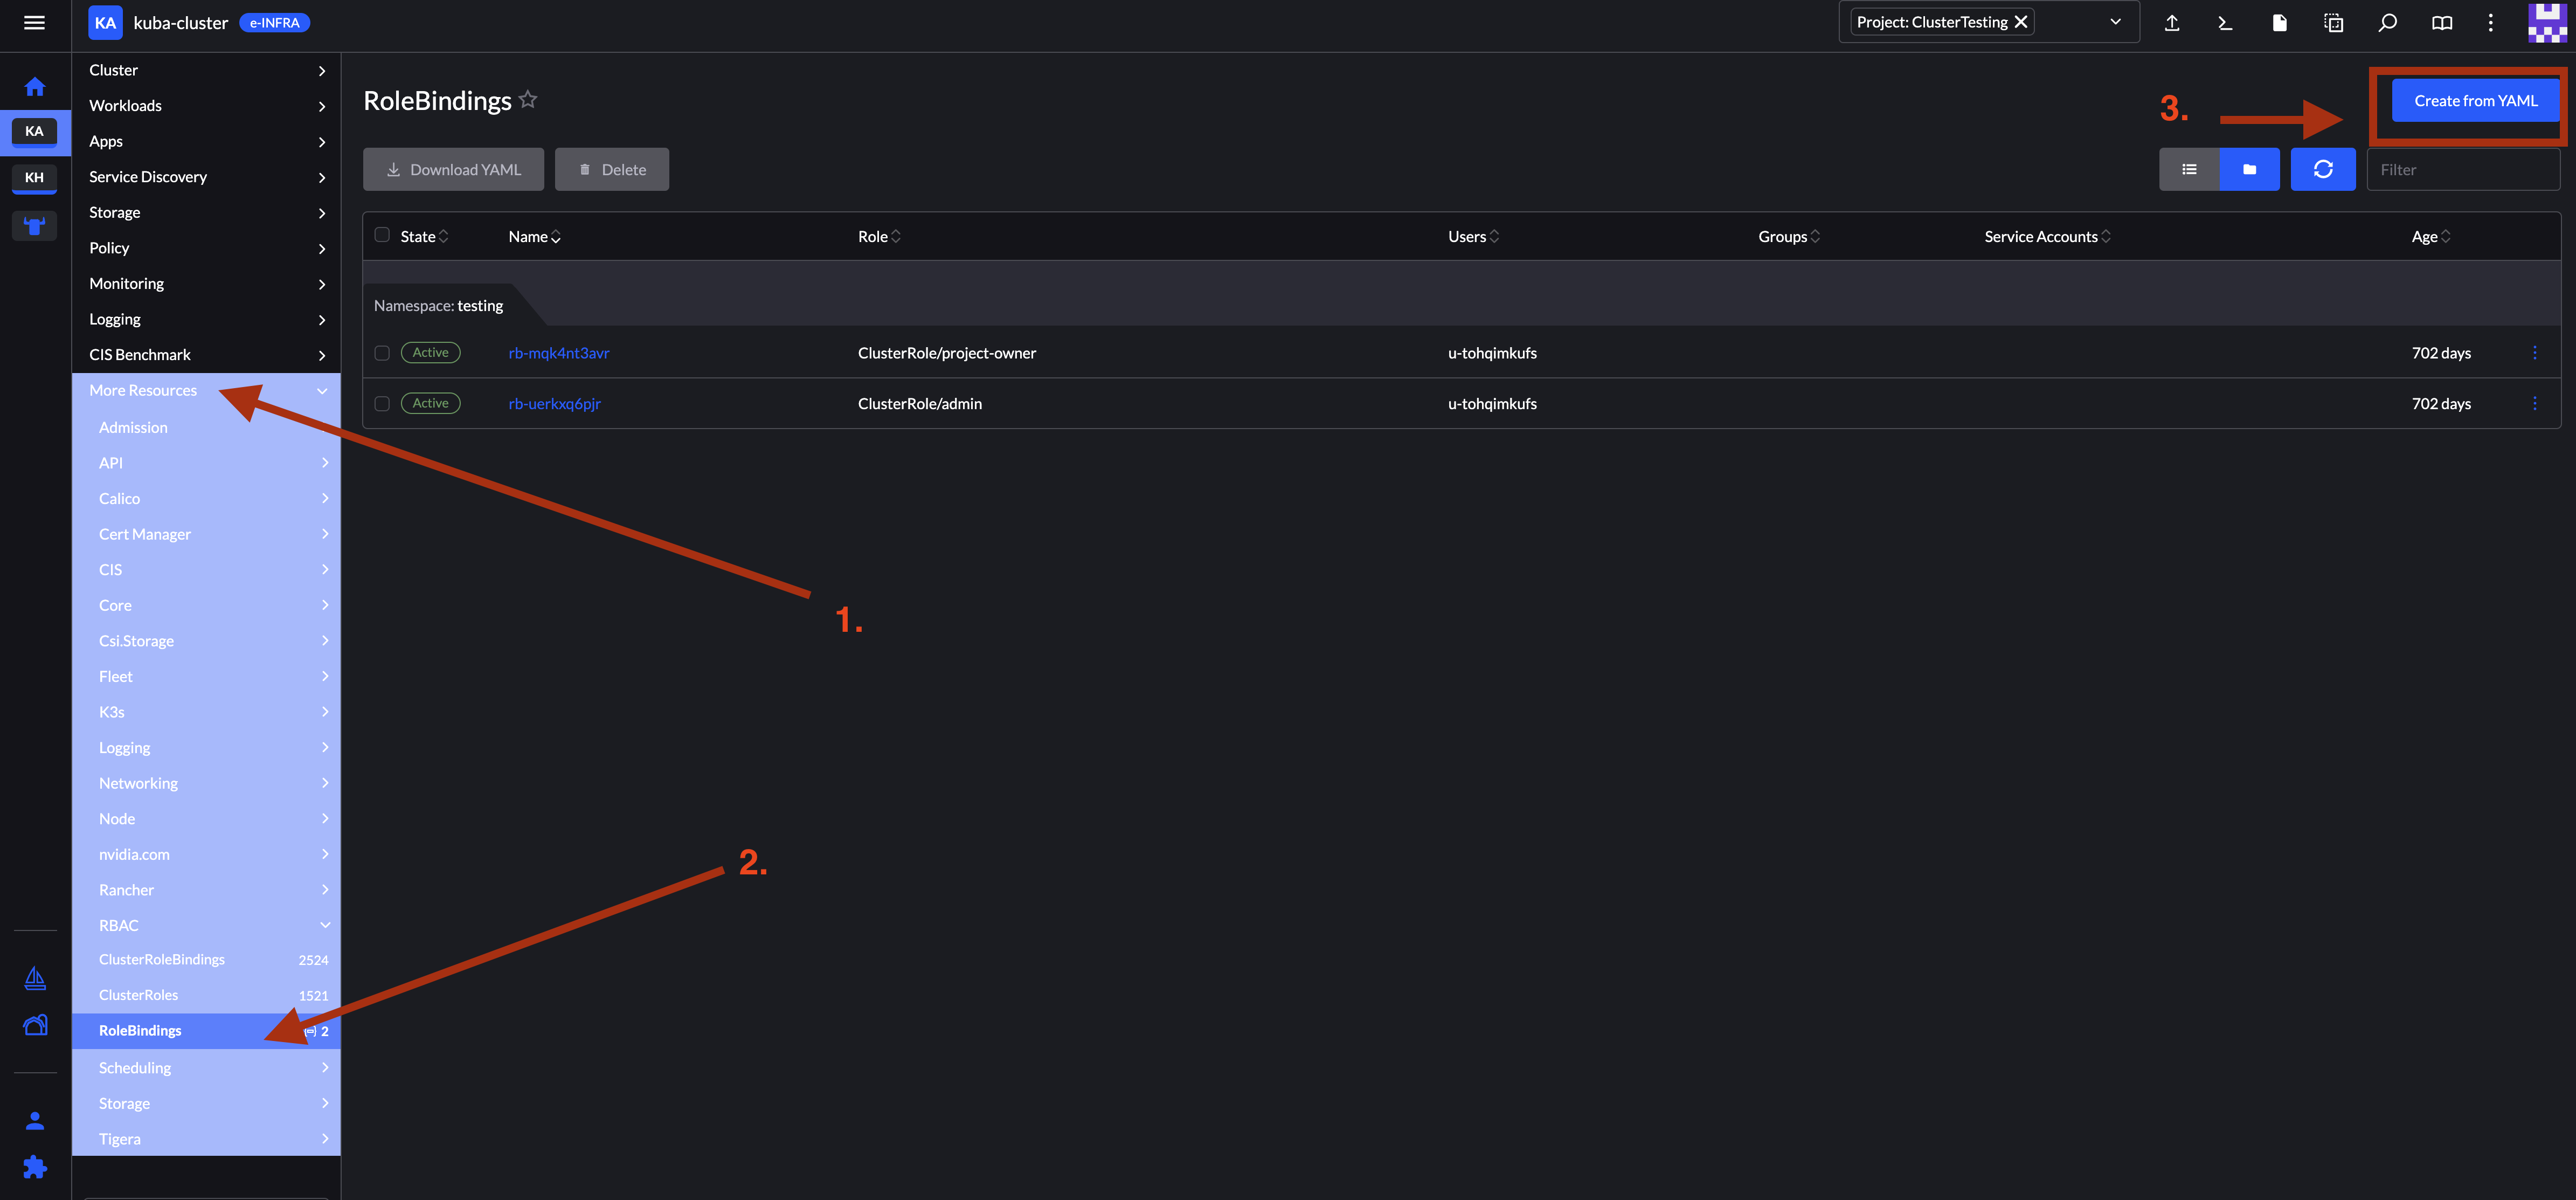 KA kuba-cluster e-INFRA Project: ClusterTesting
KA
KH
Cluster
Workloads
Apps
Service Discovery
Storage
Policy
Monitoring
Logging
CIS Benchmark
More Resources
Admission
API
Calico
Cert Manager
CIS
Core
Csi.Storage
Fleet
K3s
Logging
Networking
Node
nvidia.com
Rancher
RBAC
ClusterRoleBindings 2524
ClusterRoles 1521
RoleBindings 2
Scheduling
Storage
Tigera
RoleBindings
3.
Create from YAML
Download YAML Delete Filter
State Name Role Users Groups Service Accounts Age
Namespace: testing
Active rb-mqk4nt3avr ClusterRole/project-owner u-tohqimkufs 702 days
Active rb-uerkxq6pjr ClusterRole/admin u-tohqimkufs 702 days
1.
2.